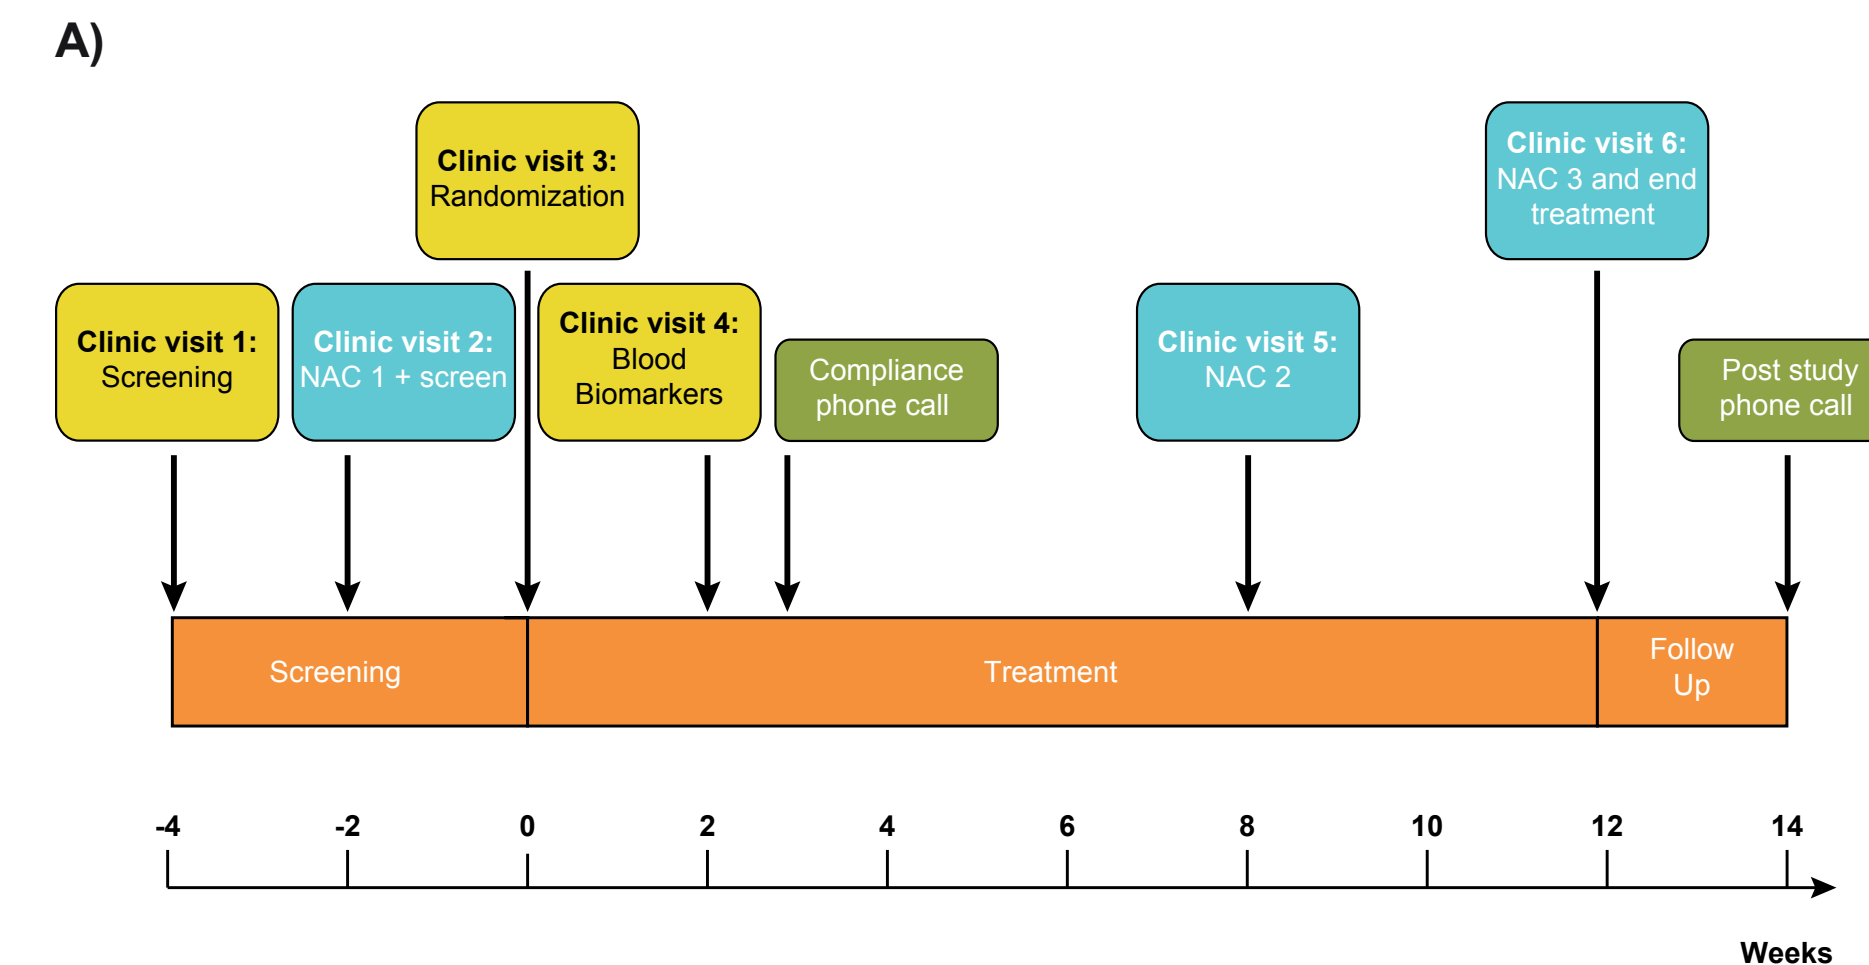 A)
Clinic visit 3:
Randomization
Clinic visit 6:
NAC 3 and end
treatment
Clinic visit 1:
Screening
Clinic visit 2:
NAC 1 + screen
Clinic visit 4:
Blood
Biomarkers
Compliance
phone call
Clinic visit 5:
NAC 2
Post study
phone call
Screening
Treatment
Follow
Up
-4 -2 0 2 4 6 8 10 12 14
Weeks